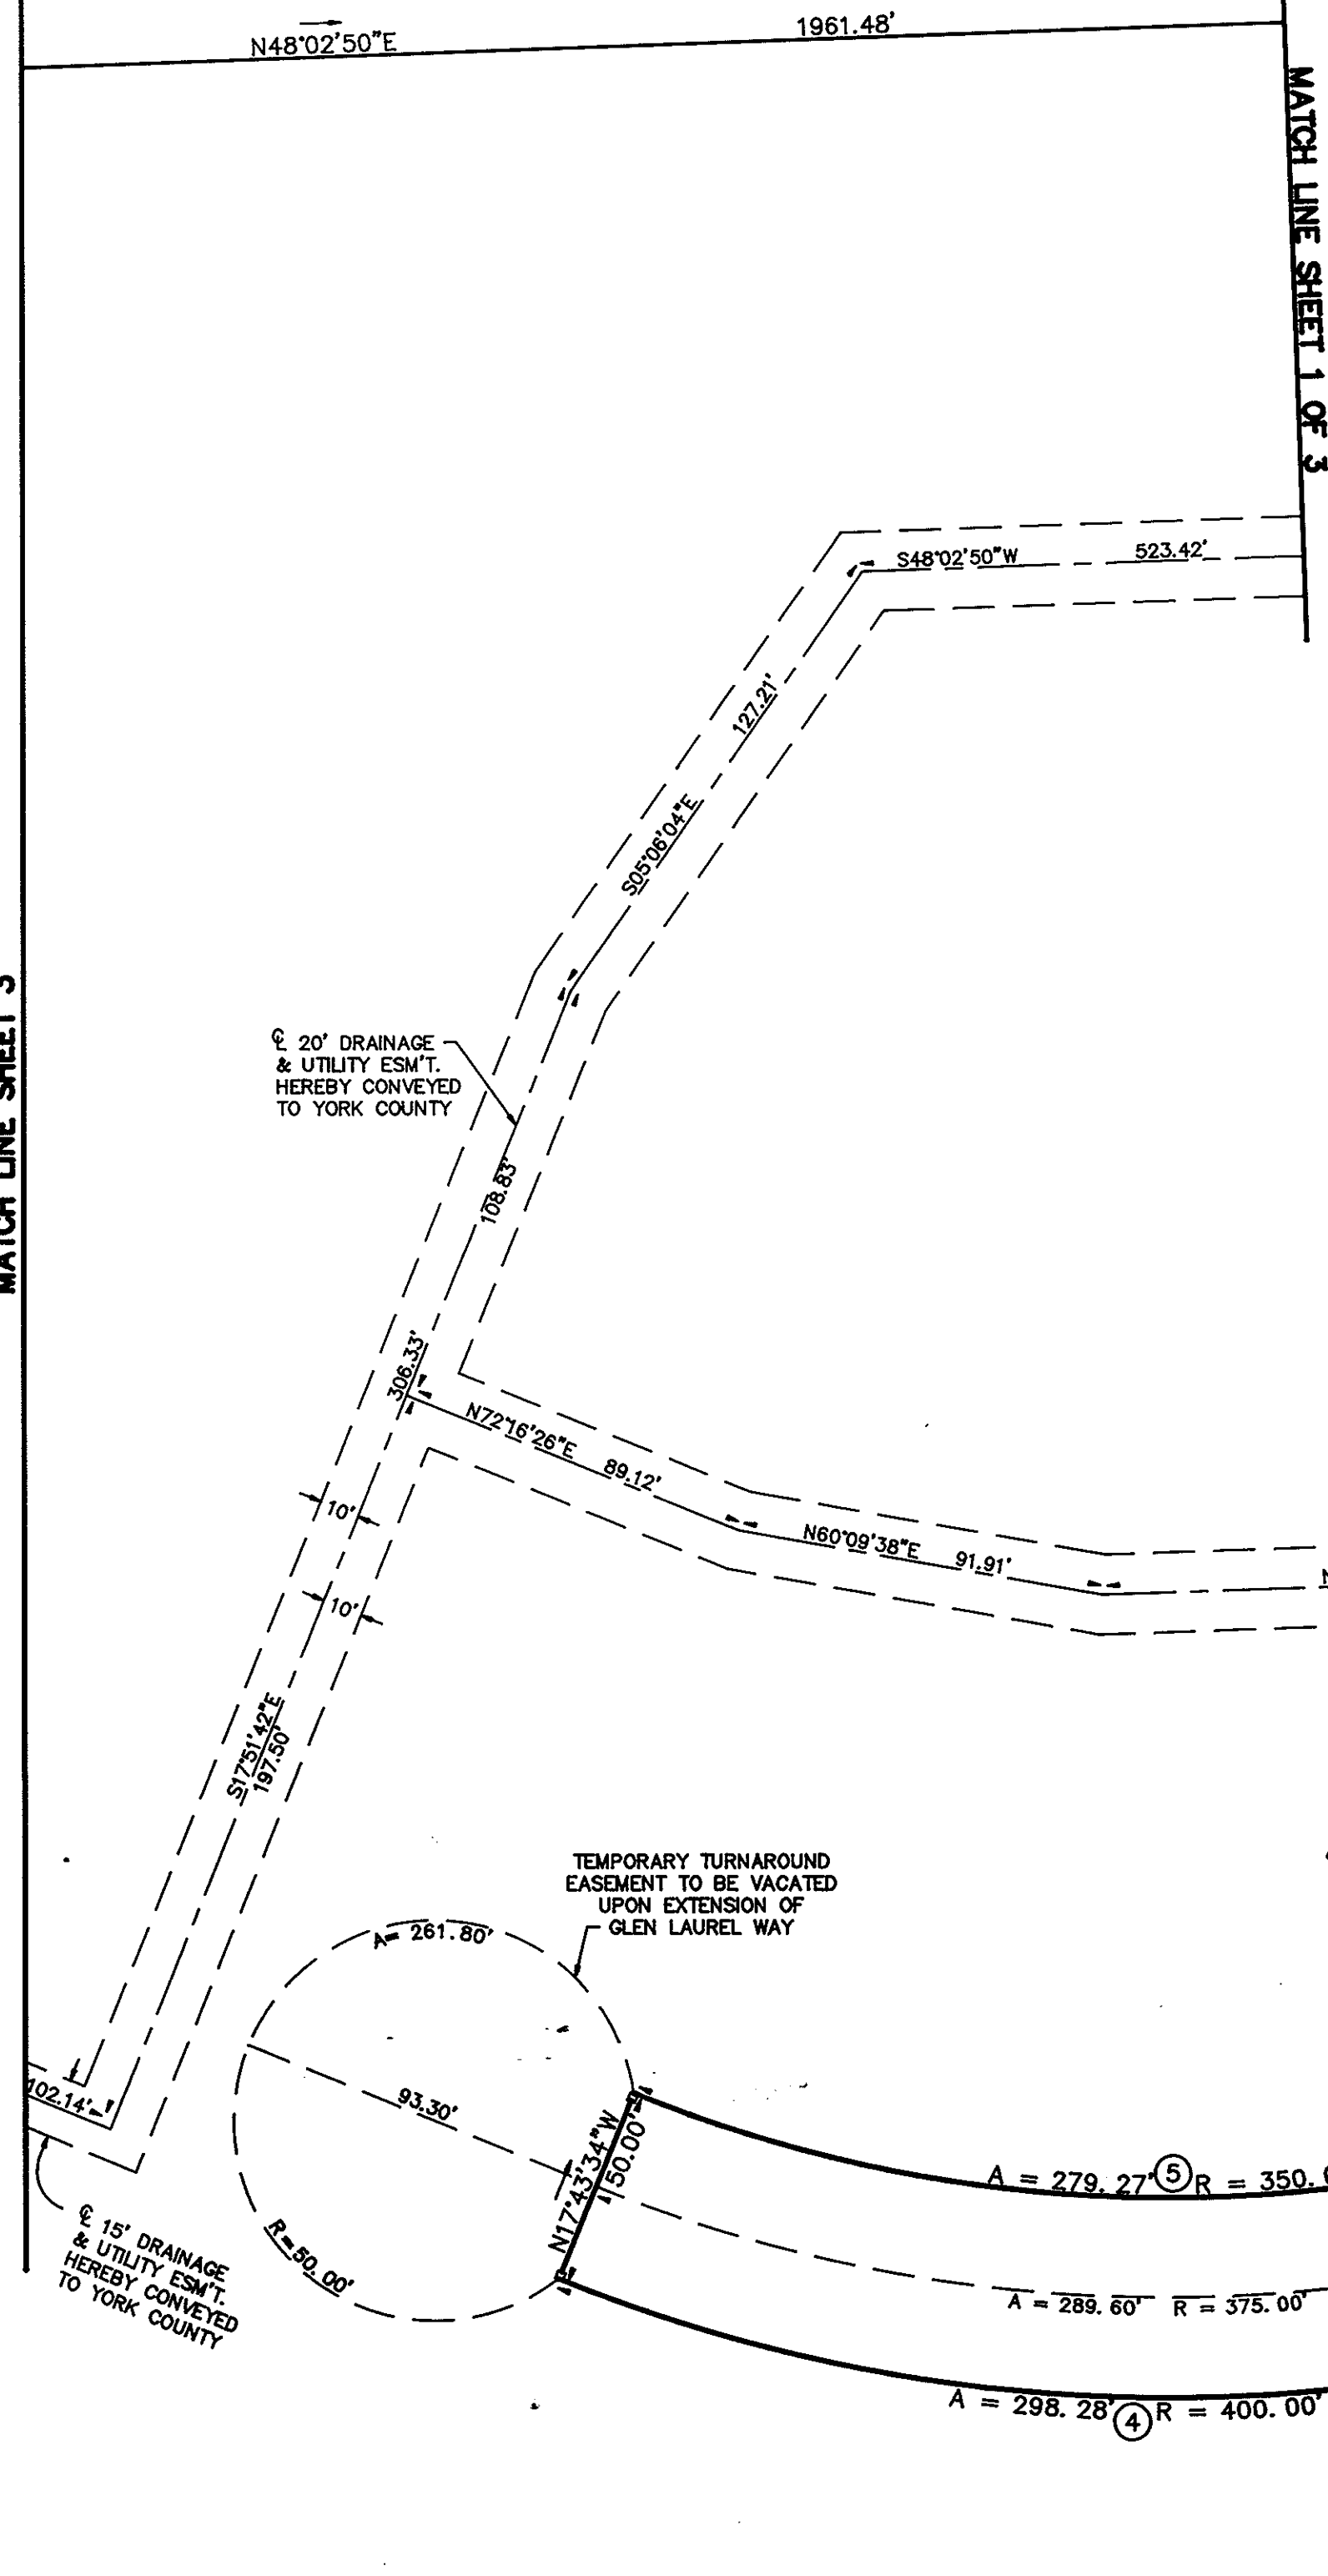 N48°02'50"E
1961.48'
MATCH LINE SHEET 1 OF 3
S48°02'50"W
523.42'
127.21'
S05°06'04"E
MATCH LINE SHEET 3
℄ 20' DRAINAGE
& UTILITY ESM'T.
HEREBY CONVEYED
TO YORK COUNTY
108.83'
306.33'
N72°16'26"E
89.12'
10'
N60°09'38"E
91.91'
10'
S17°51'42"E
197.50'
TEMPORARY TURNAROUND
EASEMENT TO BE VACATED
UPON EXTENSION OF
GLEN LAUREL WAY
A= 261.80'
102.14'
93.30'
N17°43'34"W
50.00'
A = 279.27' 5 R = 350.
℄ 15' DRAINAGE
& UTILITY ESM'T.
HEREBY CONVEYED
TO YORK COUNTY
R=50.00'
A = 289.60' R = 375.00'
A = 298.28' 4 R = 400.00'